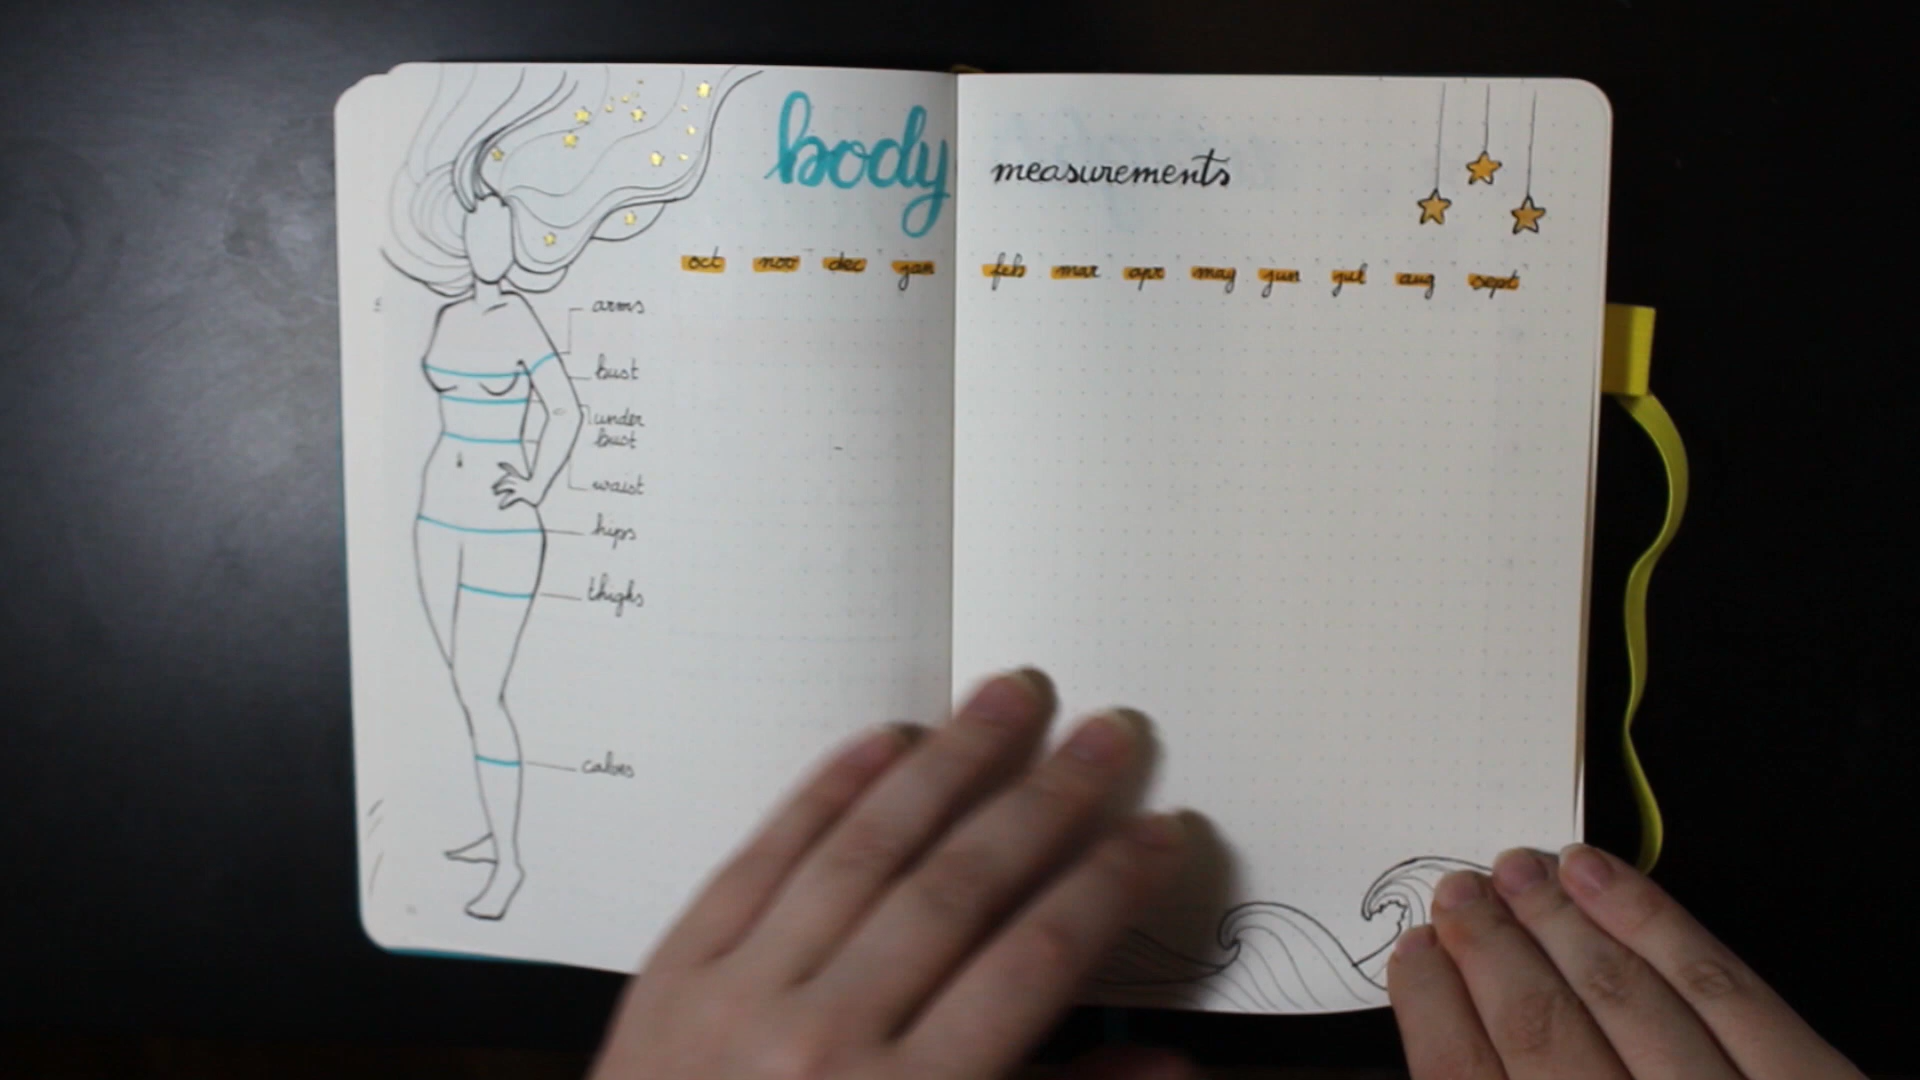 body measurements
oct nov dec jan feb mar apr may jun jul aug sept
arms
bust
under
bust
waist
hips
thighs
calves